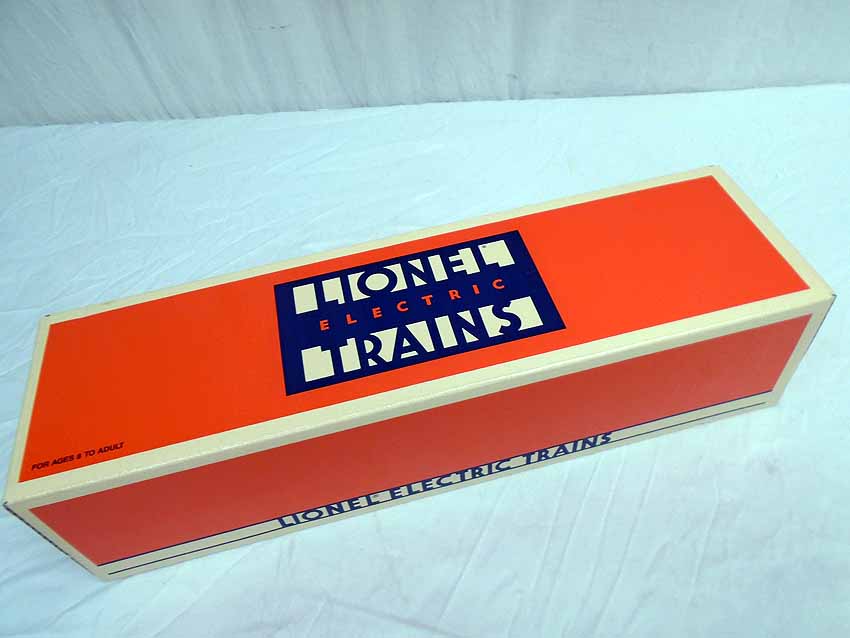 LIONEL
ELECTRIC
TRAINS
FOR AGES 8 TO ADULT
LIONEL® ELECTRIC TRAINS